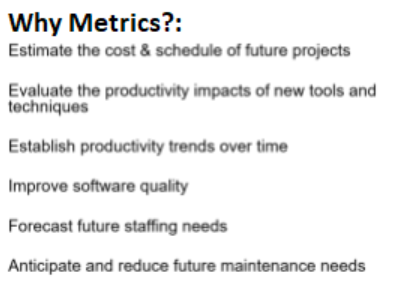 Why Metrics?:
Estimate the cost & schedule of future projects
Evaluate the productivity impacts of new tools and
techniques
Establish productivity trends over time
Improve software quality
Forecast future staffing needs
Anticipate and reduce future maintenance needs